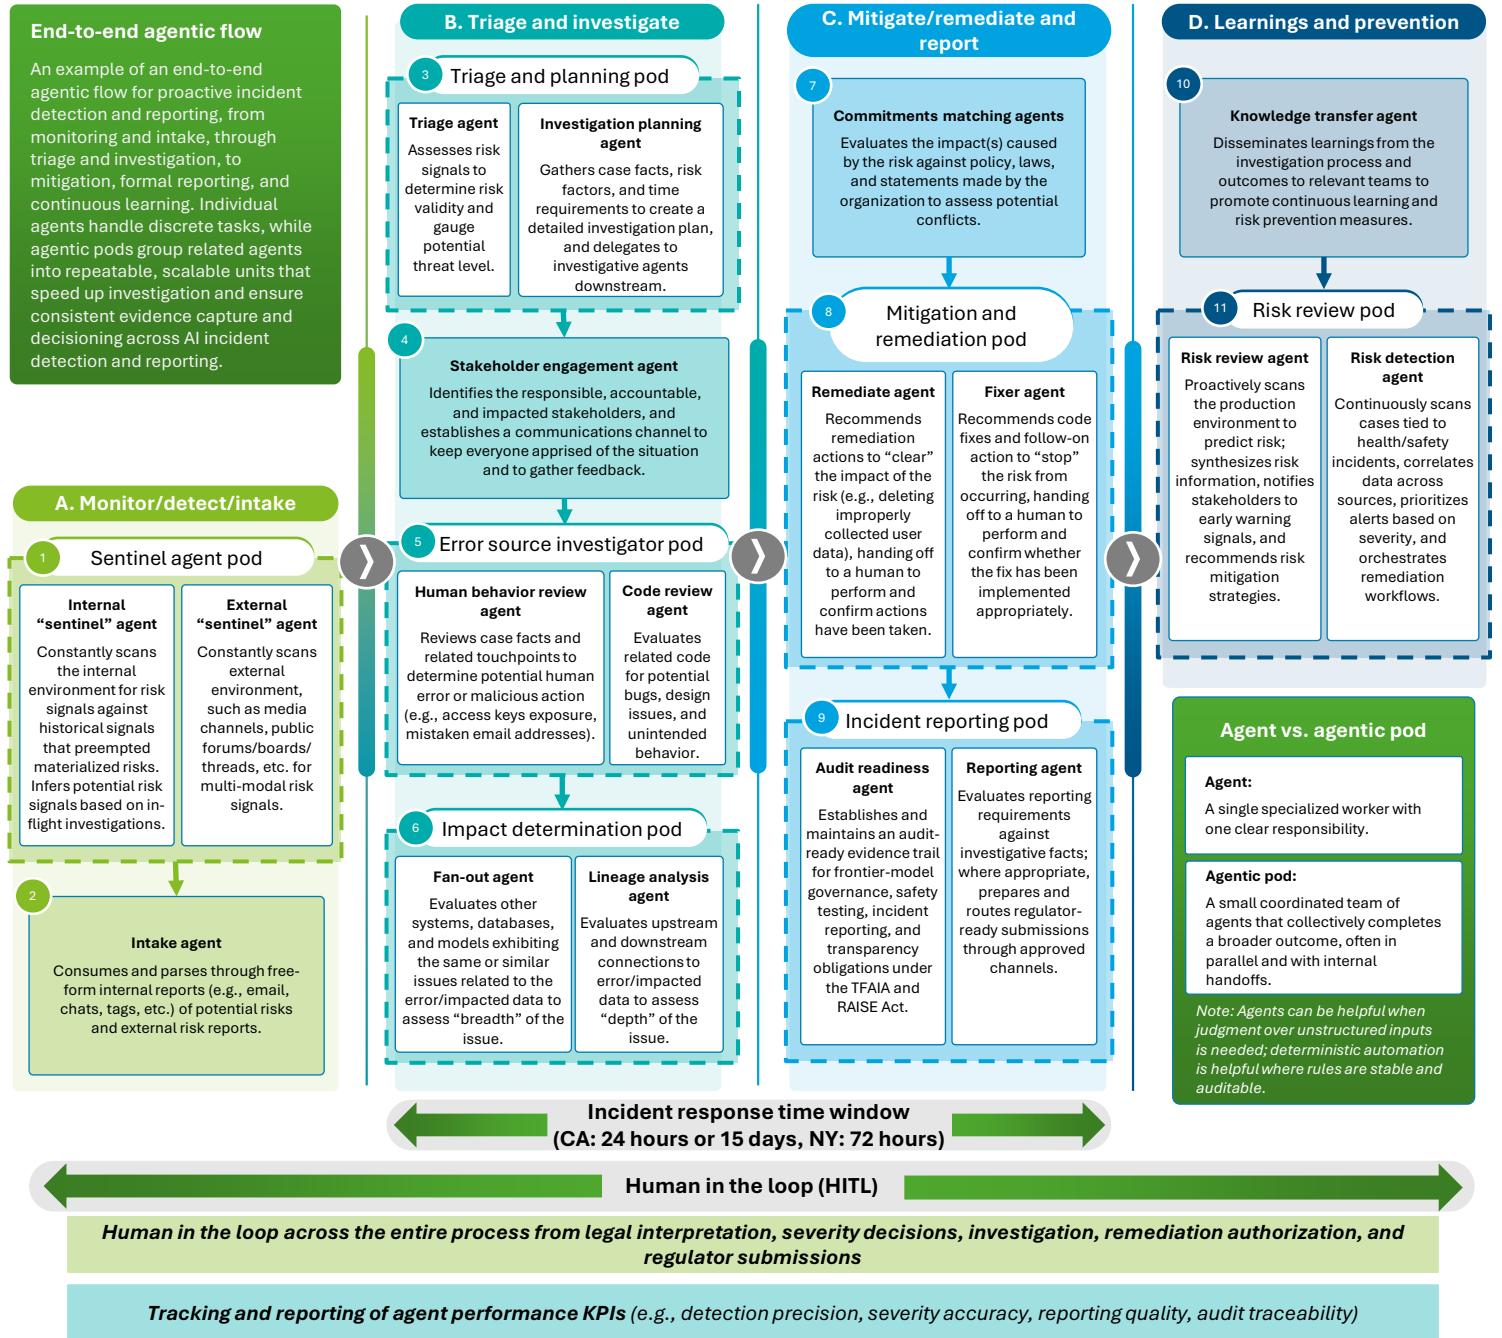 End-to-end agentic flow
An example of an end-to-end
agentic flow for proactive incident
detection and reporting, from
monitoring and intake, through
triage and investigation, to
mitigation, formal reporting, and
continuous learning. Individual
agents handle discrete tasks, while
agentic pods group related agents
into repeatable, scalable units that
speed up investigation and ensure
consistent evidence capture and
decisioning across AI incident
detection and reporting.
A. Monitor/detect/intake
1
Sentinel agent pod
Internal
“sentinel” agent
Constantly scans
the internal
environment for risk
signals against
historical signals
that preempted
materialized risks.
Infers potential risk
signals based on in-
flight investigations.
External
“sentinel” agent
Constantly scans
external
environment,
such as media
channels, public
forums/boards/
threads, etc. for
multi-modal risk
signals.
2
Intake agent
Consumes and parses through free-
form internal reports (e.g., email,
chats, tags, etc.) of potential risks
and external risk reports.
❯
B. Triage and investigate
3
Triage and planning pod
Triage agent
Assesses risk
signals to
determine risk
validity and
gauge
potential
threat level.
Investigation planning
agent
Gathers case facts, risk
factors, and time
requirements to create a
detailed investigation plan,
and delegates to
investigative agents
downstream.
4
Stakeholder engagement agent
Identifies the responsible, accountable,
and impacted stakeholders, and
establishes a communications channel to
keep everyone apprised of the situation
and to gather feedback.
5
Error source investigator pod
Human behavior review
agent
Reviews case facts and
related touchpoints to
determine potential human
error or malicious action
(e.g., access keys exposure,
mistaken email addresses).
Code review
agent
Evaluates
related code
for potential
bugs, design
issues, and
unintended
behavior.
6
Impact determination pod
Fan-out agent
Evaluates other
systems, databases,
and models exhibiting
the same or similar
issues related to the
error/impacted data to
assess “breadth” of the
issue.
Lineage analysis
agent
Evaluates upstream
and downstream
connections to
error/impacted
data to assess
“depth” of the
issue.
❯
C. Mitigate/remediate and
report
7
Commitments matching agents
Evaluates the impact(s) caused
by the risk against policy, laws,
and statements made by the
organization to assess potential
conflicts.
8
Mitigation and
remediation pod
Remediate agent
Recommends
remediation
actions to “clear”
the impact of the
risk (e.g., deleting
improperly
collected user
data), handing off
to a human to
perform and
confirm actions
have been taken.
Fixer agent
Recommends code
fixes and follow-on
action to “stop”
the risk from
occurring, handing
off to a human to
perform and
confirm whether
the fix has been
implemented
appropriately.
9
Incident reporting pod
Audit readiness
agent
Establishes and
maintains an audit-
ready evidence trail
for frontier-model
governance, safety
testing, incident
reporting, and
transparency
obligations under
the TFAIA and
RAISE Act.
Reporting agent
Evaluates reporting
requirements
against
investigative facts;
where appropriate,
prepares and
routes regulator-
ready submissions
through approved
channels.
❯
D. Learnings and prevention
10
Knowledge transfer agent
Disseminates learnings from the
investigation process and
outcomes to relevant teams to
promote continuous learning and
risk prevention measures.
11
Risk review pod
Risk review agent
Proactively scans
the production
environment to
predict risk;
synthesizes risk
information, notifies
stakeholders to
early warning
signals, and
recommends risk
mitigation
strategies.
Risk detection
agent
Continuously scans
cases tied to
health/safety
incidents, correlates
data across
sources, prioritizes
alerts based on
severity, and
orchestrates
remediation
workflows.
Agent vs. agentic pod
Agent:
A single specialized worker with
one clear responsibility.
Agentic pod:
A small coordinated team of
agents that collectively completes
a broader outcome, often in
parallel and with internal
handoffs.
Note: Agents can be helpful when
judgment over unstructured inputs
is needed; deterministic automation
is helpful where rules are stable and
auditable.
Incident response time window
(CA: 24 hours or 15 days, NY: 72 hours)
Human in the loop (HITL)
Human in the loop across the entire process from legal interpretation, severity decisions, investigation, remediation authorization, and
regulator submissions
Tracking and reporting of agent performance KPIs (e.g., detection precision, severity accuracy, reporting quality, audit traceability)